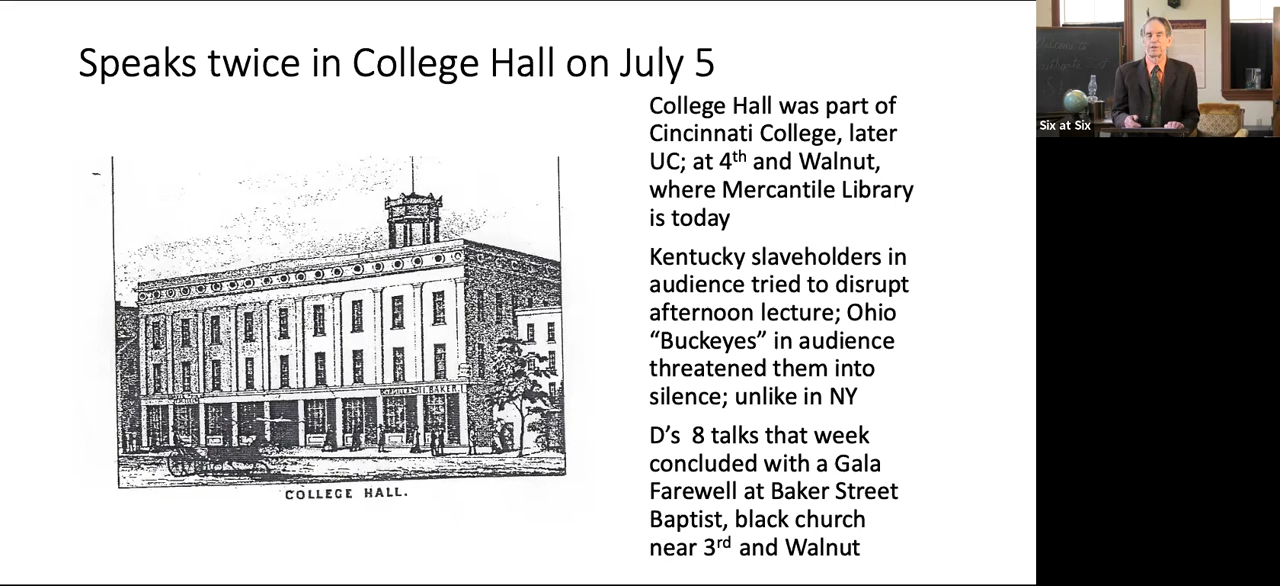 Speaks twice in College Hall on July 5
College Hall was part of
Cincinnati College, later
UC; at 4th and Walnut,
where Mercantile Library
is today
Kentucky slaveholders in
audience tried to disrupt
afternoon lecture; Ohio
“Buckeyes” in audience
threatened them into
silence; unlike in NY
D’s 8 talks that week
concluded with a Gala
Farewell at Baker Street
Baptist, black church
near 3rd and Walnut
BAKER
COLLEGE HALL.
Six at Six